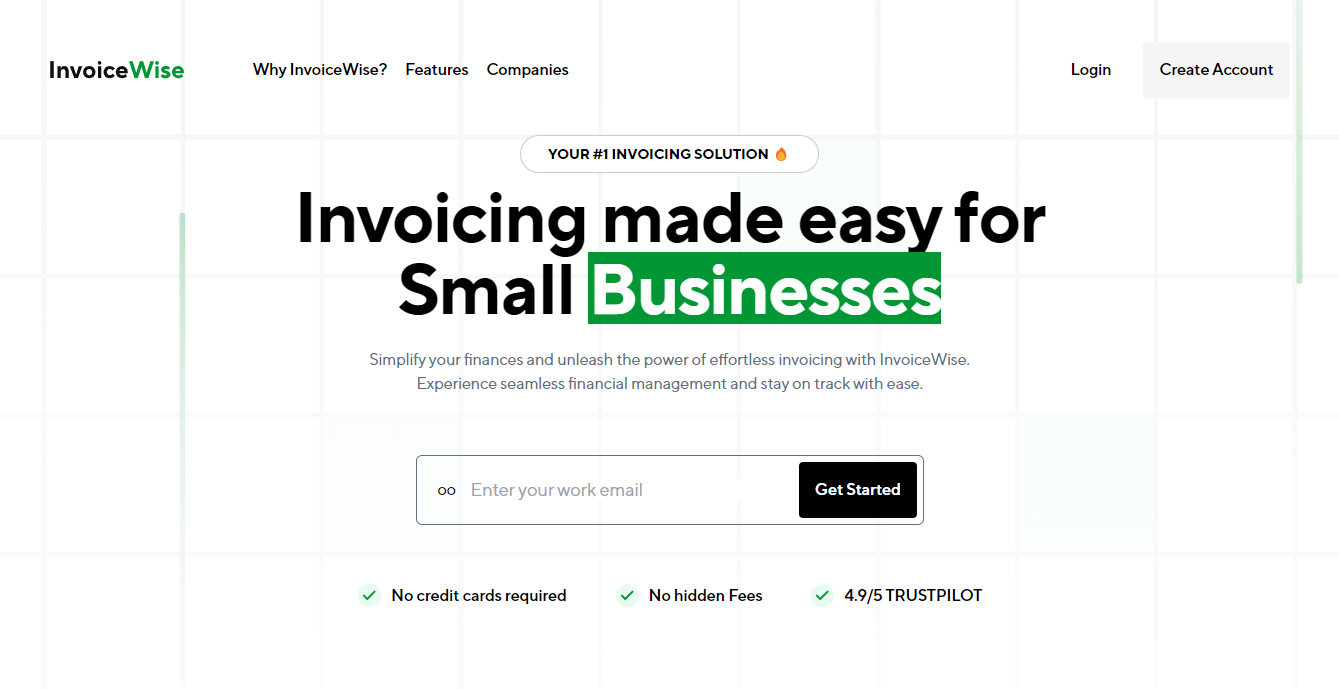 InvoiceWise
Why InvoiceWise? Features Companies
Login
Create Account
YOUR #1 INVOICING SOLUTION 🔥
Invoicing made easy for
Small Businesses
Simplify your finances and unleash the power of effortless invoicing with InvoiceWise.
Experience seamless financial management and stay on track with ease.
oo Enter your work email
Get Started
No credit cards required
No hidden Fees
4.9/5 TRUSTPILOT